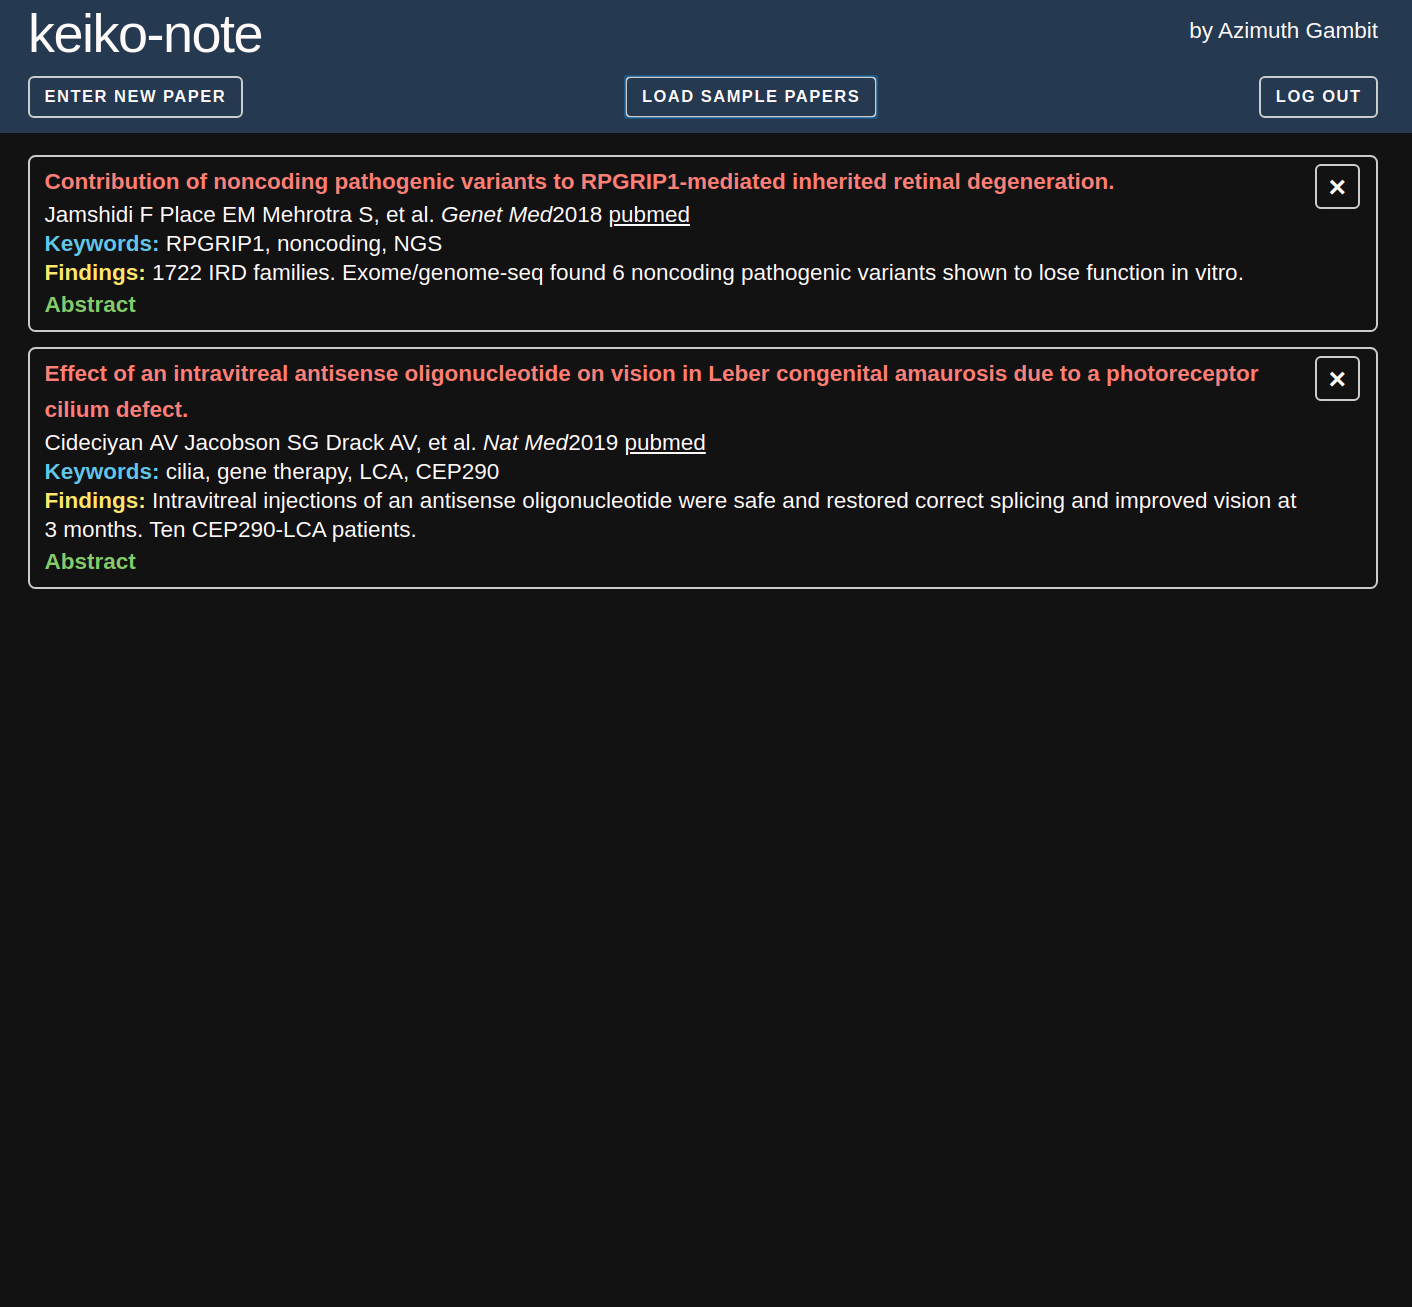 keiko-note
by Azimuth Gambit
ENTER NEW PAPER
LOAD SAMPLE PAPERS
LOG OUT
Contribution of noncoding pathogenic variants to RPGRIP1-mediated inherited retinal degeneration.
✕
Jamshidi F Place EM Mehrotra S, et al. Genet Med2018 pubmed
Keywords: RPGRIP1, noncoding, NGS
Findings: 1722 IRD families. Exome/genome-seq found 6 noncoding pathogenic variants shown to lose function in vitro.
Abstract
Effect of an intravitreal antisense oligonucleotide on vision in Leber congenital amaurosis due to a photoreceptor
cilium defect.
✕
Cideciyan AV Jacobson SG Drack AV, et al. Nat Med2019 pubmed
Keywords: cilia, gene therapy, LCA, CEP290
Findings: Intravitreal injections of an antisense oligonucleotide were safe and restored correct splicing and improved vision at
3 months. Ten CEP290-LCA patients.
Abstract